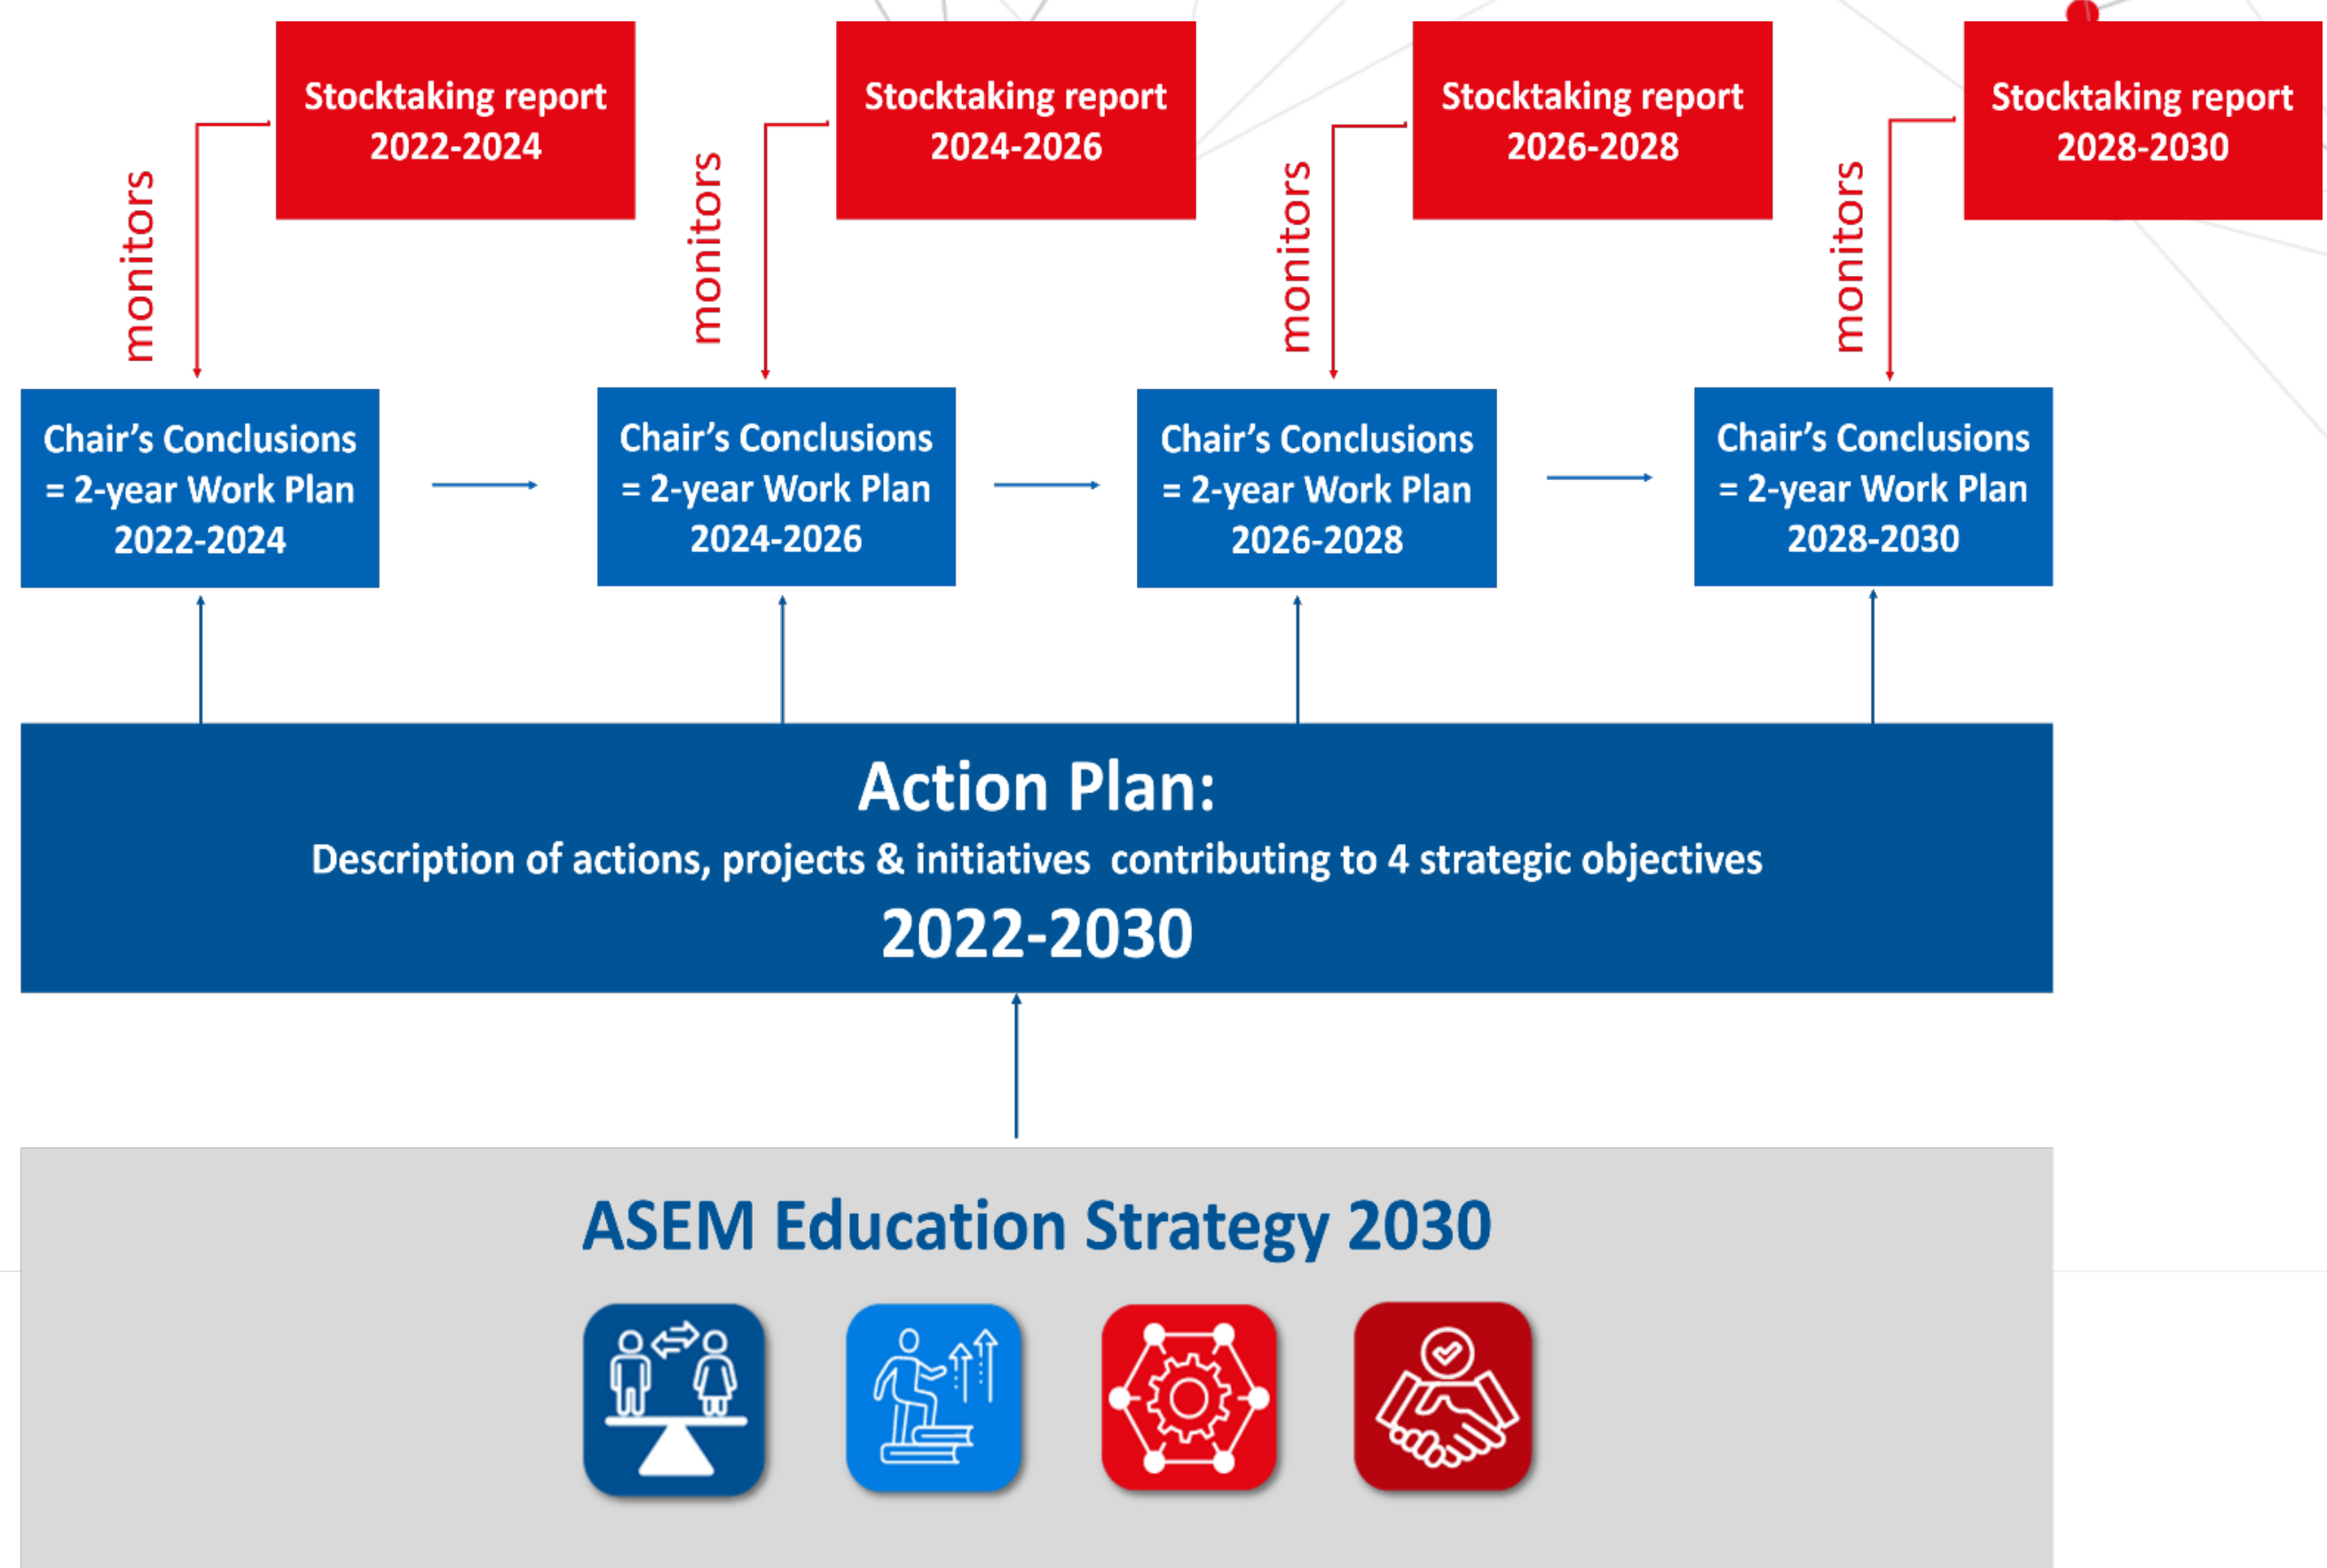 Stocktaking report
2022-2024
Stocktaking report
2024-2026
Stocktaking report
2026-2028
Stocktaking report
2028-2030
monitors
monitors
monitors
monitors
Chair's Conclusions
= 2-year Work Plan
2022-2024
Chair's Conclusions
= 2-year Work Plan
2024-2026
Chair's Conclusions
= 2-year Work Plan
2026-2028
Chair's Conclusions
= 2-year Work Plan
2028-2030
Action Plan:
Description of actions, projects & initiatives contributing to 4 strategic objectives
2022-2030
ASEM Education Strategy 2030